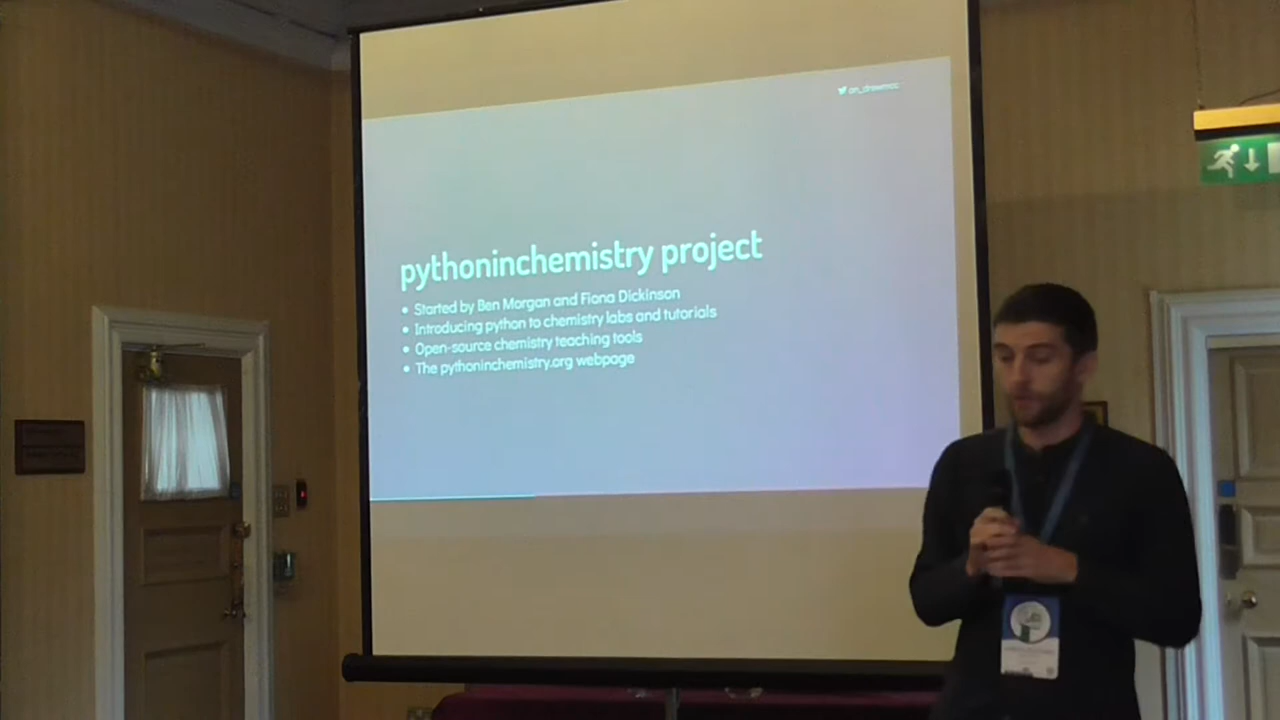 an_drewmcc
pythoninchemistry project
• Started by Ben Morgan and Fiona Dickinson
• Introducing python to chemistry labs and tutorials
• Open-source chemistry teaching tools
• The pythoninchemistry.org webpage